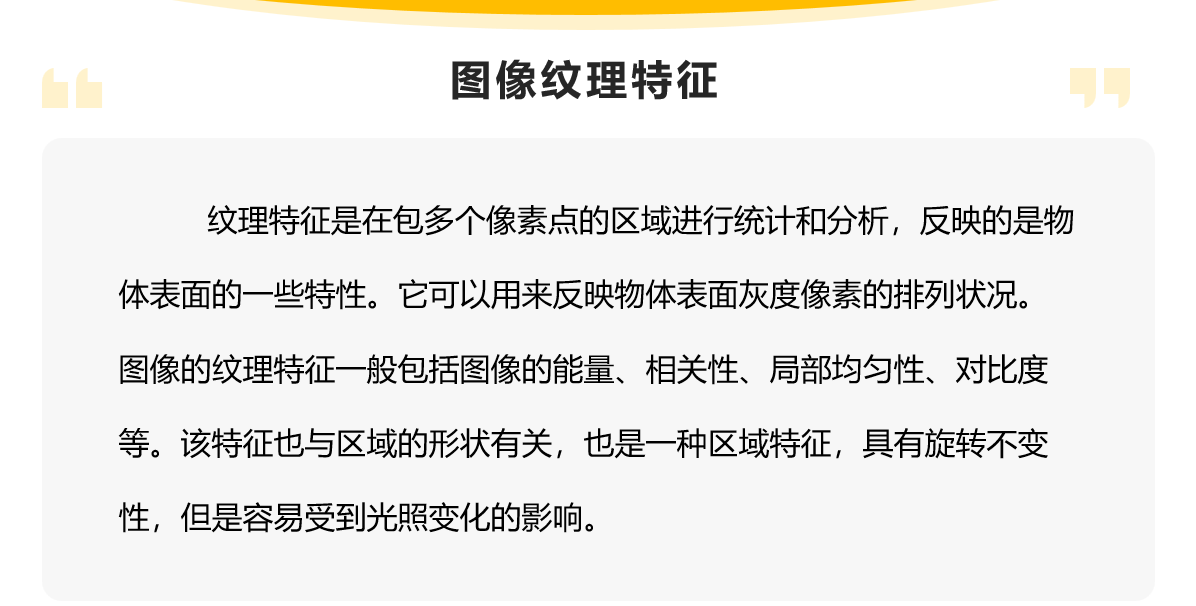 图像纹理特征
纹理特征是在包多个像素点的区域进行统计和分析，反映的是物
体表面的一些特性。它可以用来反映物体表面灰度像素的排列状况。
图像的纹理特征一般包括图像的能量、相关性、局部均匀性、对比度
等。该特征也与区域的形状有关，也是一种区域特征，具有旋转不变
性，但是容易受到光照变化的影响。